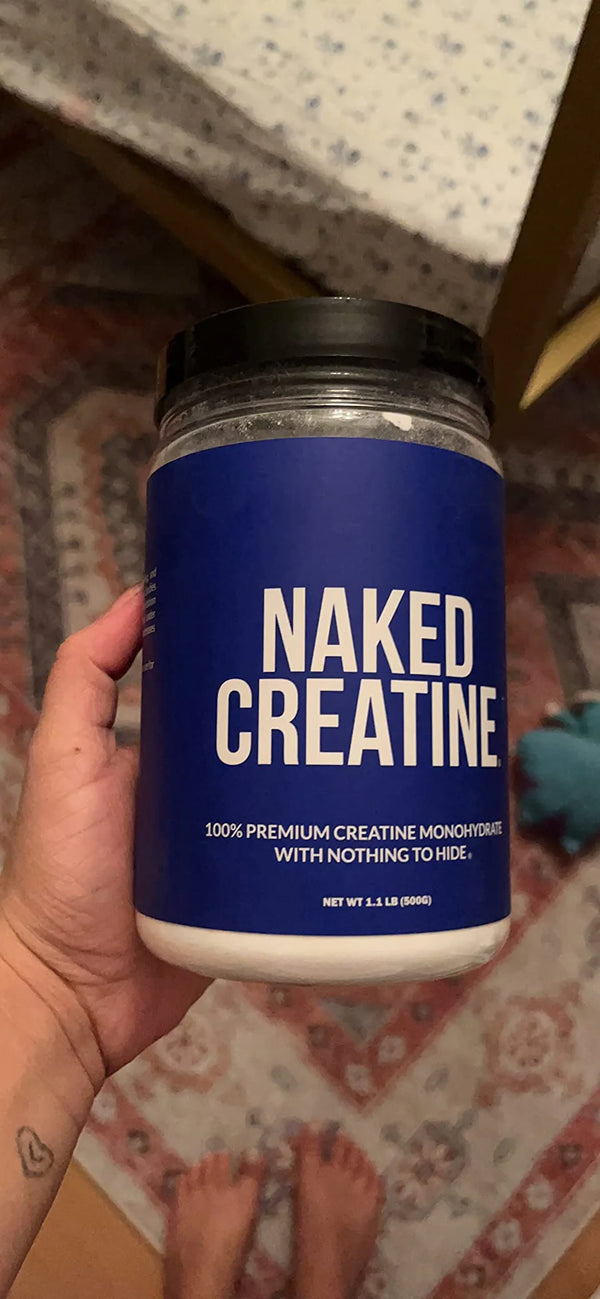 NAKED
CREATINE®
100% PREMIUM CREATINE MONOHYDRATE
WITH NOTHING TO HIDE®
NET WT 1.1 LB (500G)
L